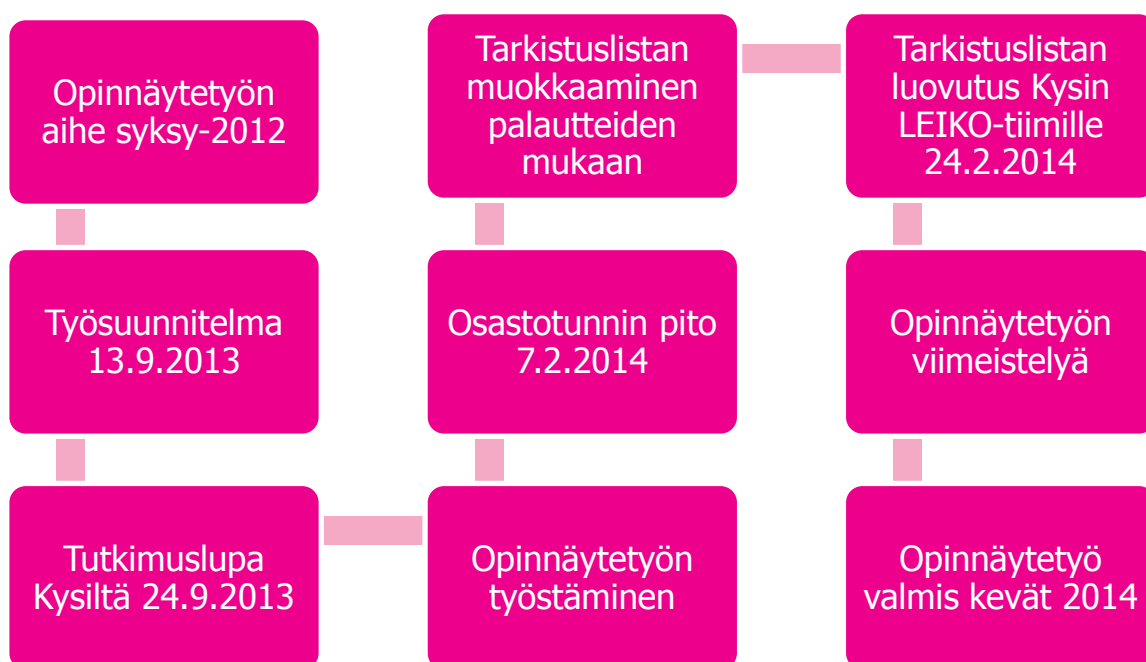 Opinnäytetyön
aihe syksy-2012
Työsuunnitelma
13.9.2013
Tutkimuslupa
Kysiltä 24.9.2013
Opinnäytetyön
työstäminen
Osastotunnin pito
7.2.2014
Tarkistuslistan
muokkaaminen
palautteiden
mukaan
Tarkistuslistan
luovutus Kysin
LEIKO-tiimille
24.2.2014
Opinnäytetyön
viimeistelyä
Opinnäytetyö
valmis kevät 2014